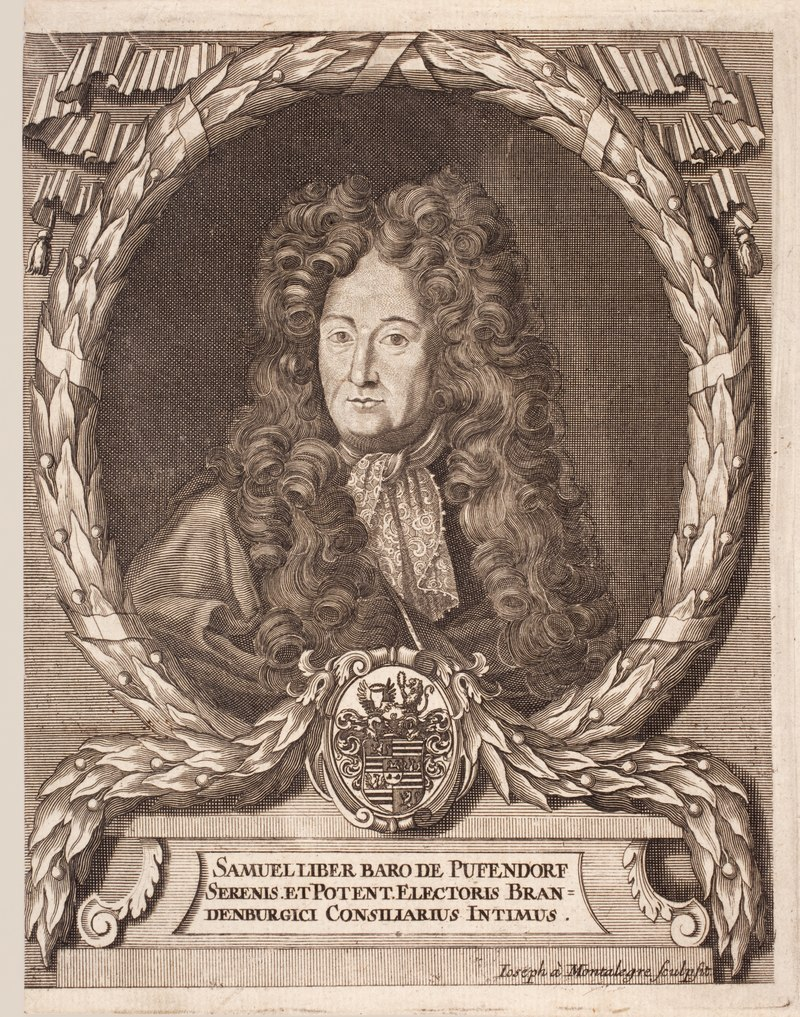 SAMUEL LIBER BARO DE PUFENDORF
SERENIS. ET POTENT. ELECTORIS BRAN=
DENBURGICI CONSILIARIUS INTIMUS.
Ioseph à Montalegre sculpsit